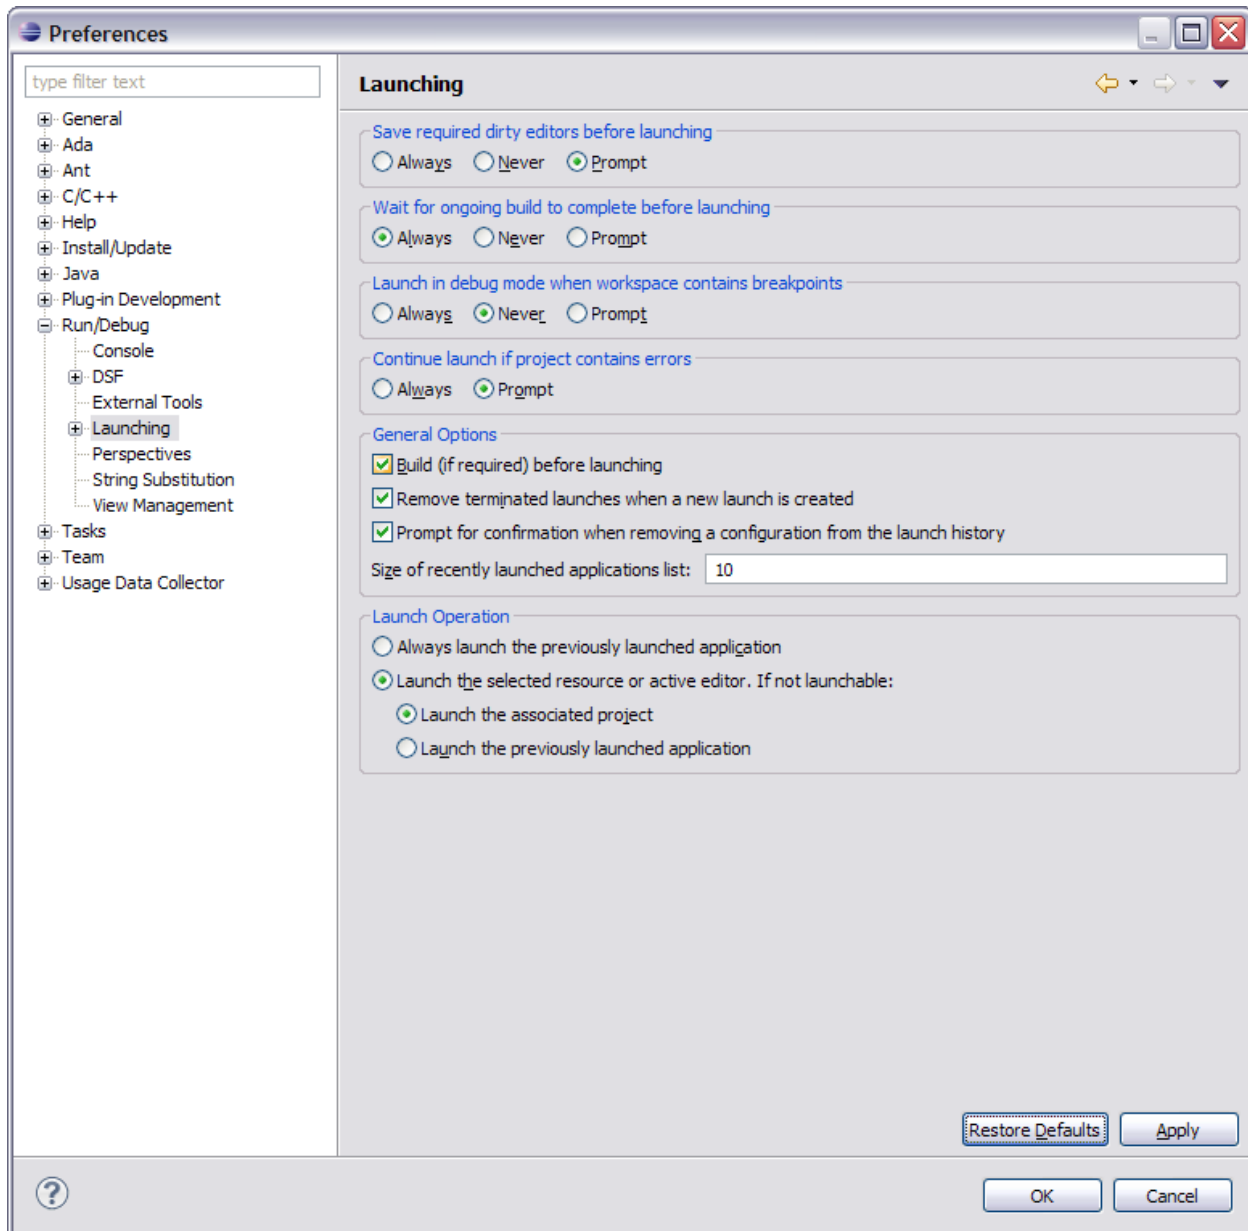 Preferences
type filter text
General
Ada
Ant
C/C++
Help
Install/Update
Java
Plug-in Development
Run/Debug
Console
DSF
External Tools
Launching
Perspectives
String Substitution
View Management
Tasks
Team
Usage Data Collector
Launching
Save required dirty editors before launching
Always Never Prompt
Wait for ongoing build to complete before launching
Always Never Prompt
Launch in debug mode when workspace contains breakpoints
Always Never Prompt
Continue launch if project contains errors
Always Prompt
General Options
Build (if required) before launching
Remove terminated launches when a new launch is created
Prompt for confirmation when removing a configuration from the launch history
Size of recently launched applications list: 10
Launch Operation
Always launch the previously launched application
Launch the selected resource or active editor. If not launchable:
Launch the associated project
Launch the previously launched application
Restore Defaults Apply
? OK Cancel